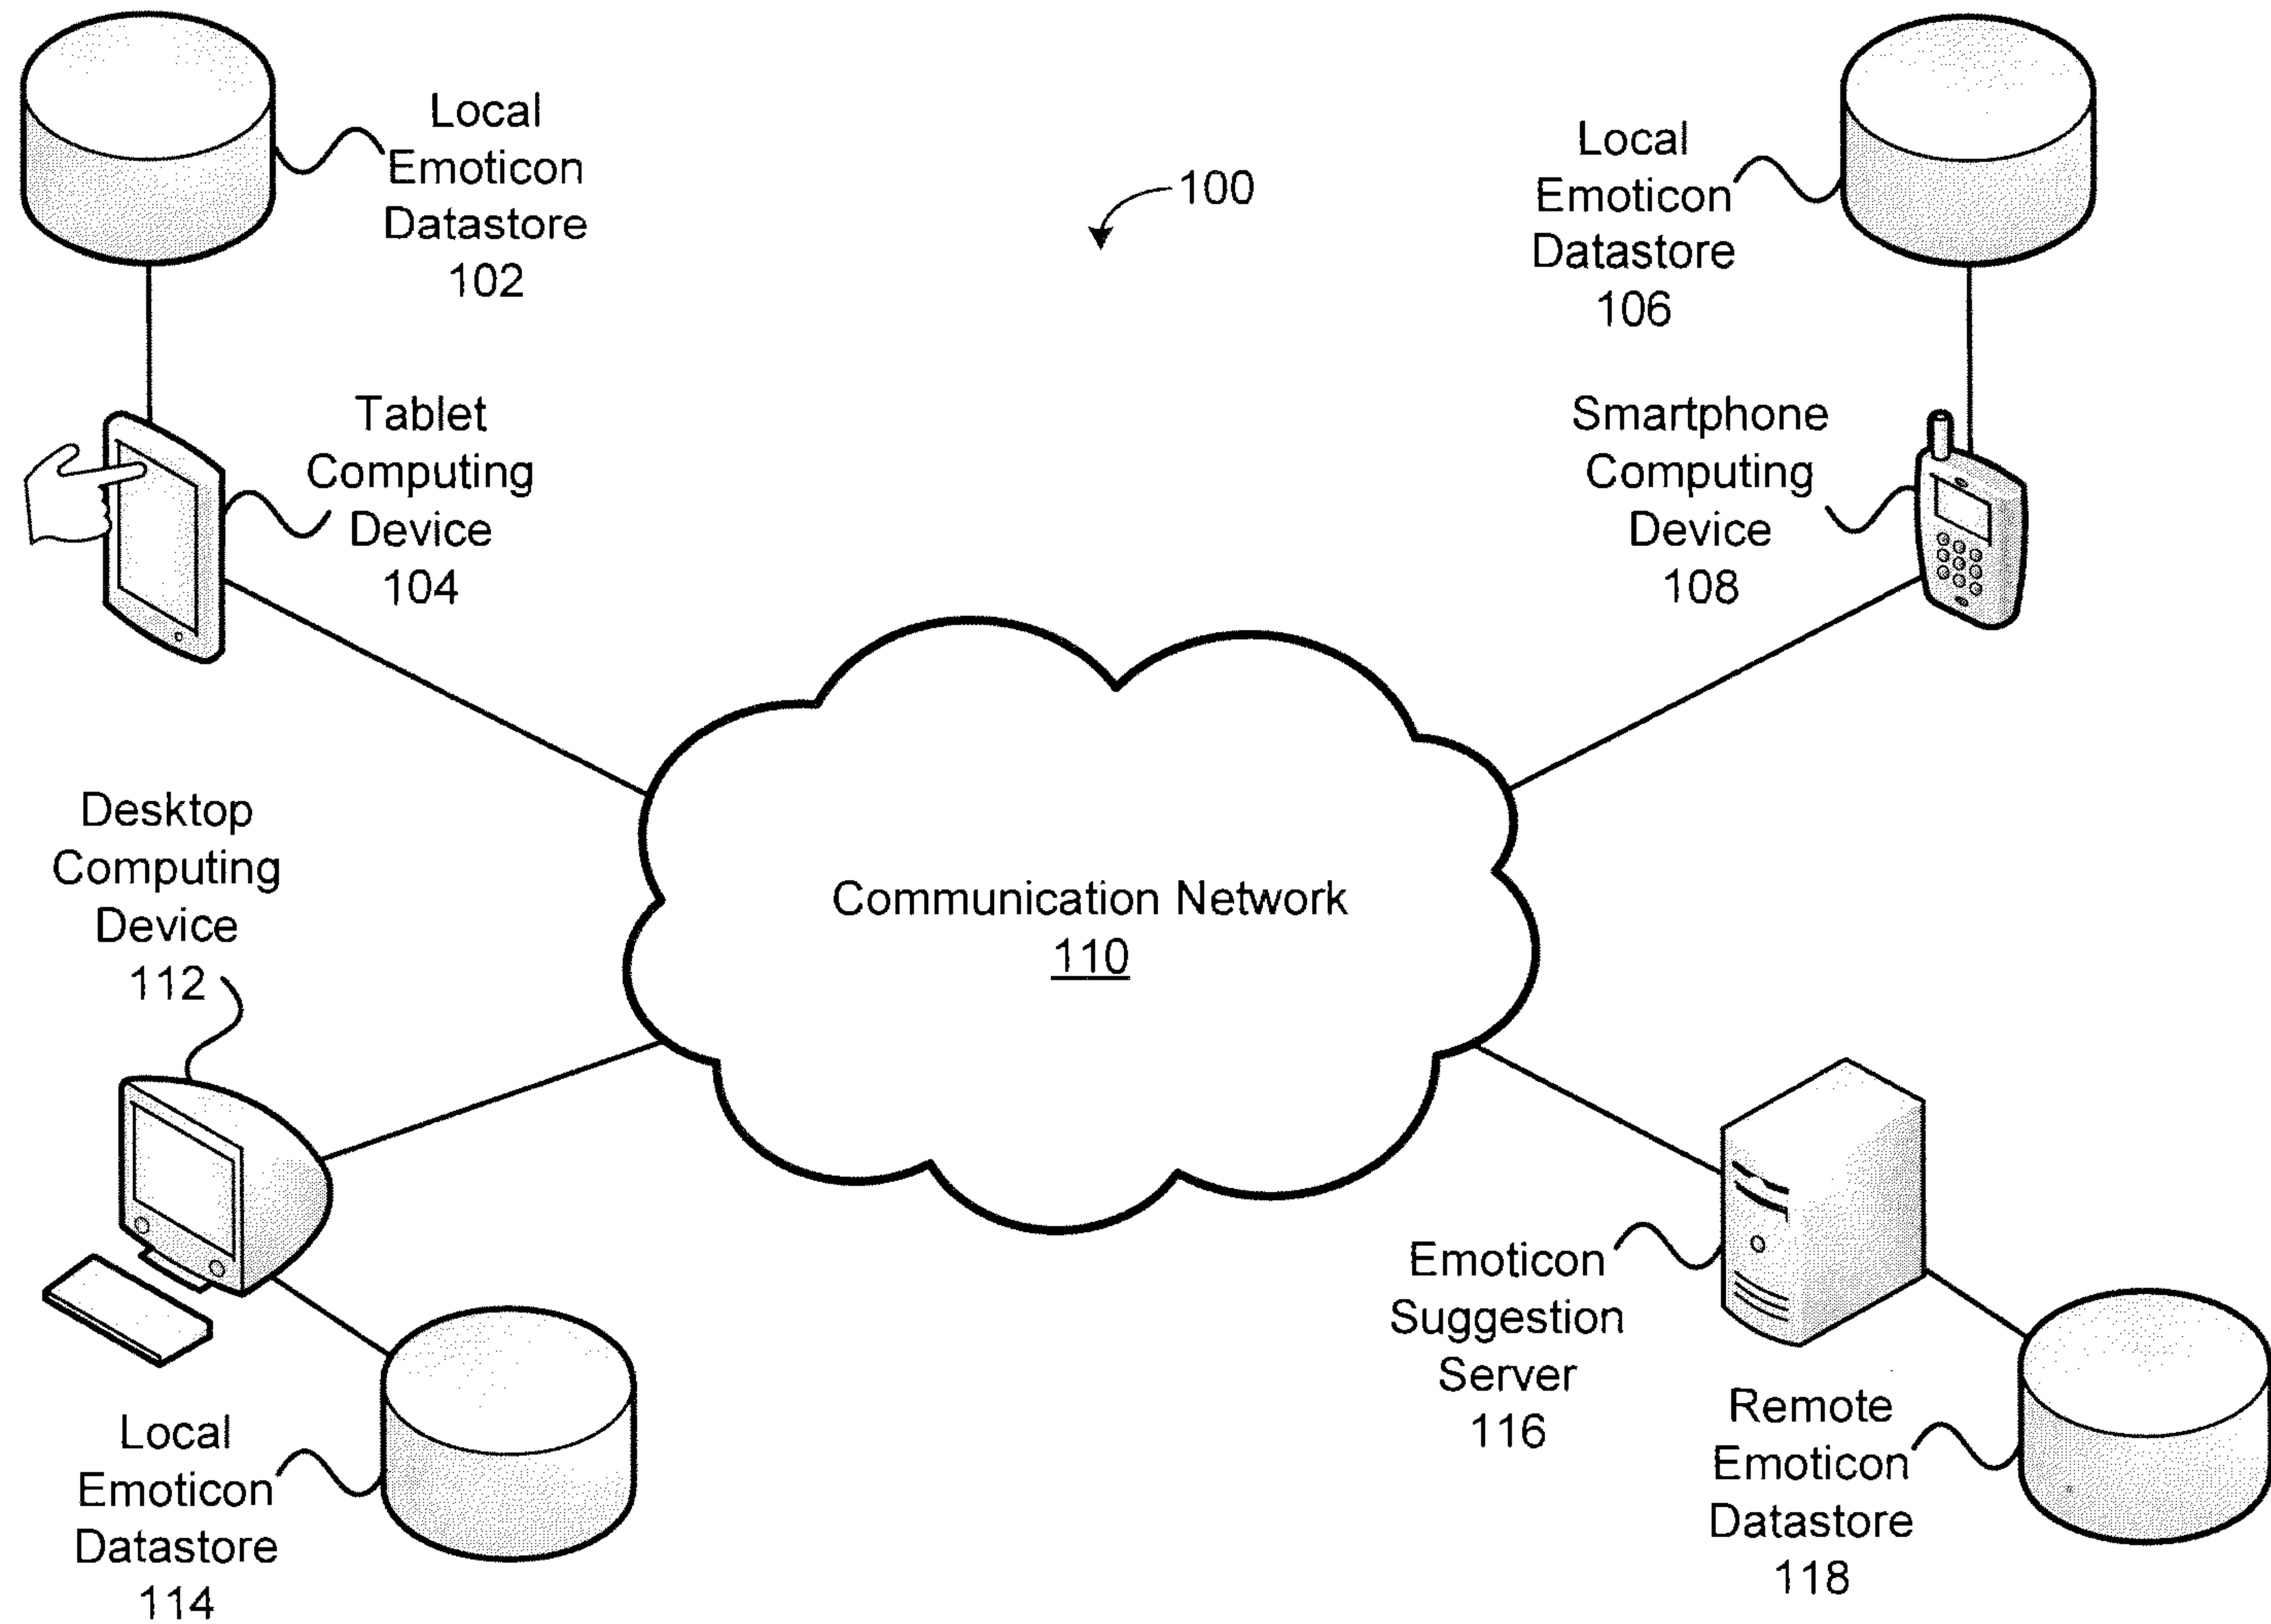 Local
Emoticon
Datastore
102
100
Local
Emoticon
Datastore
106
Tablet
Computing
Device
104
Smartphone
Computing
Device
108
Desktop
Computing
Device
112
Communication Network
110
Emoticon
Suggestion
Server
116
Local
Emoticon
Datastore
114
Remote
Emoticon
Datastore
118